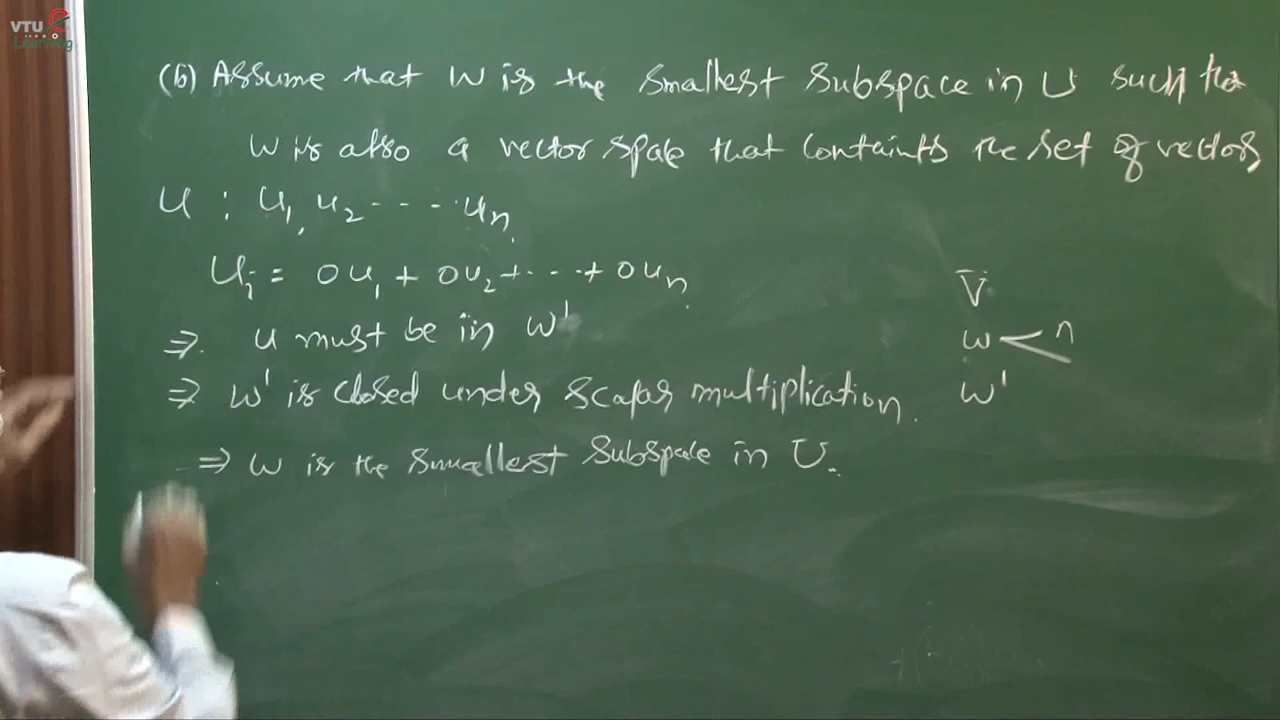 VTU
Learning
(b) Assume that W is the smallest subspace in U such tha
W is also a vector space that containts the set of vectors
U : U₁, u₂ - - - - · un.
Ui = 0u₁ + 0u₂ + - - · + 0un.
V
⇒ u must be in W'
W < n
⇒ W' is closed under scalar multiplication.
W'
⇒ W is the smallest subspace in U.